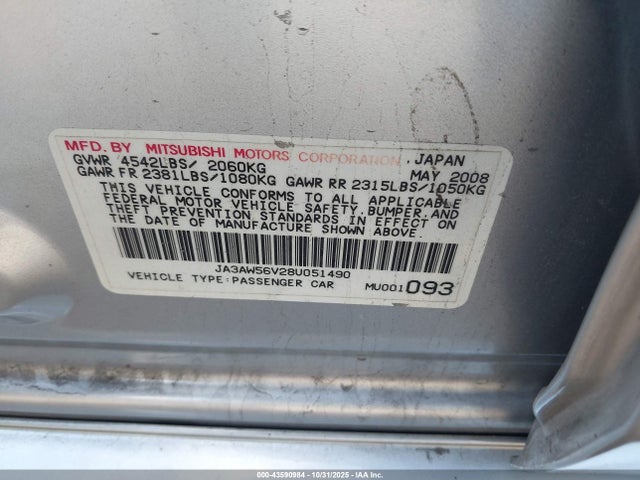 MFD. BY MITSUBISHI MOTORS CORPORATION, JAPAN
GVWR 4542LBS/ 2060KG MAY 2008
GAWR FR 2381LBS/1080KG GAWR RR 2315LBS/1050KG
THIS VEHICLE CONFORMS TO ALL APPLICABLE
FEDERAL MOTOR VEHICLE SAFETY, BUMPER, AND
THEFT PREVENTION STANDARDS IN EFFECT ON
THE DATE OF MANUFACTURE SHOWN ABOVE.
JA3AW56V28U051490
VEHICLE TYPE:PASSENGER CAR MU001093
000-43590984 | 10/31/2025 - IAA Inc.